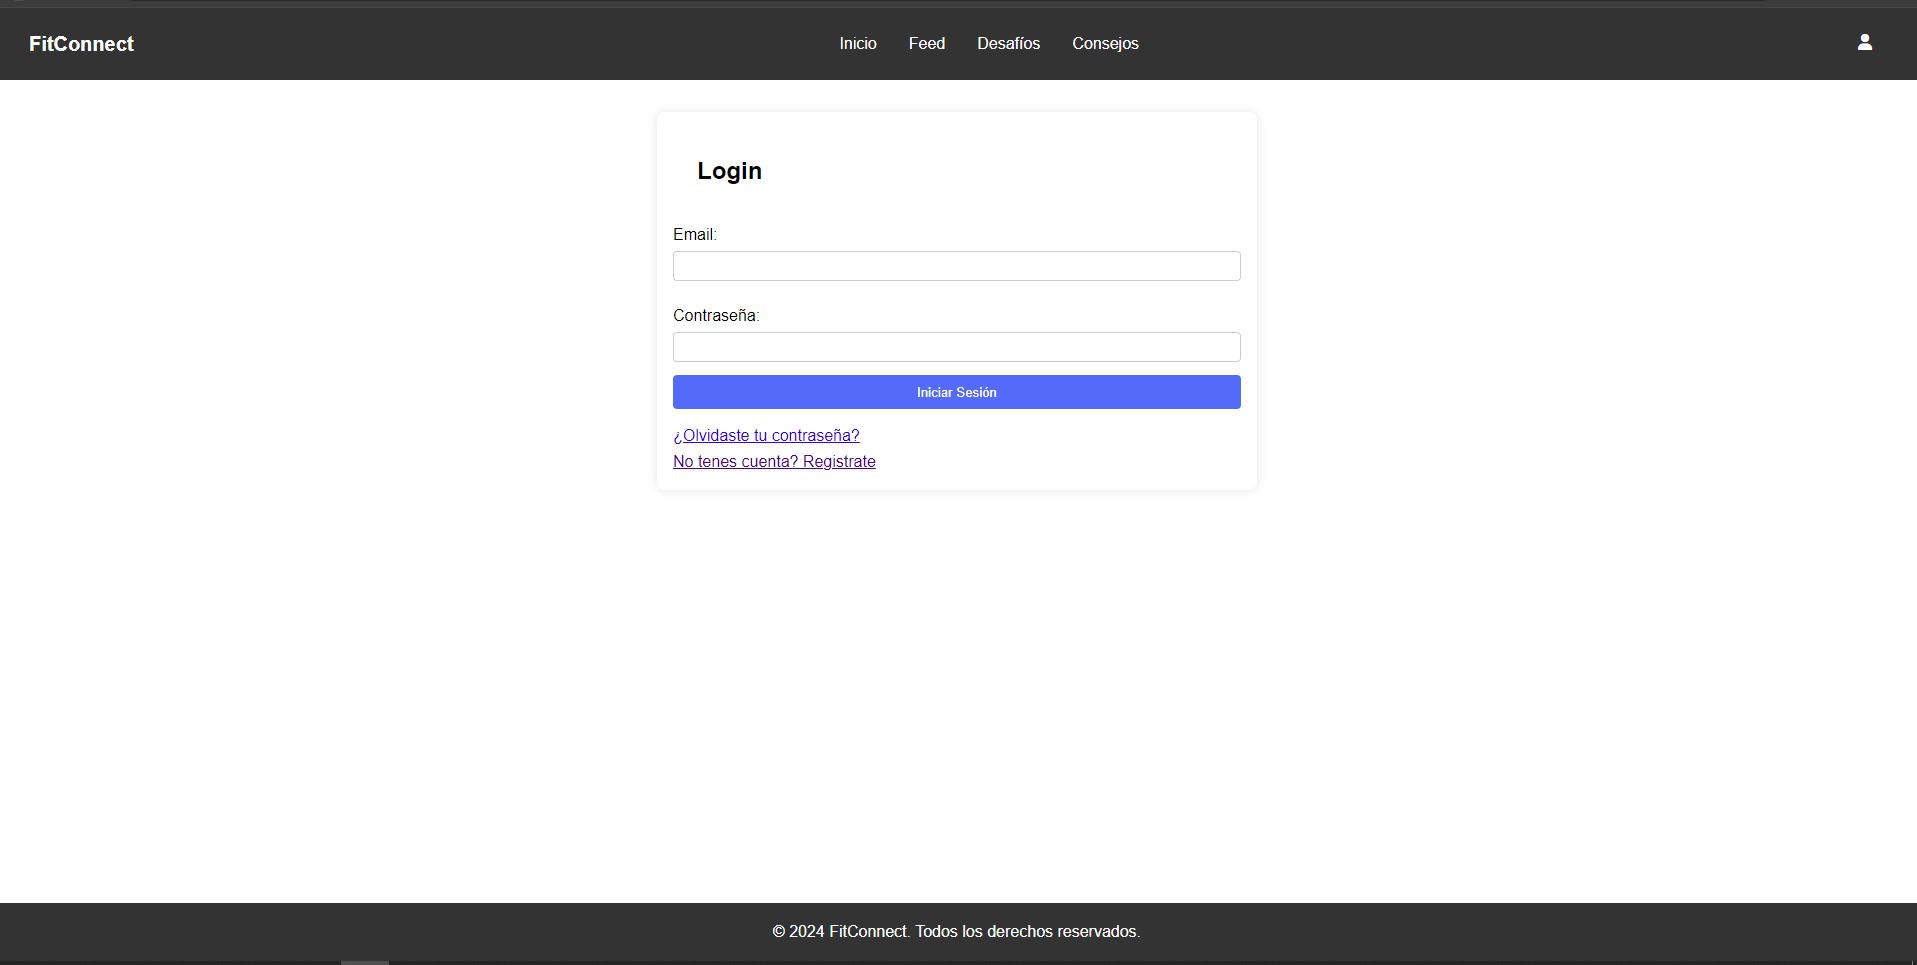 FitConnect
Inicio Feed Desafíos Consejos
Login
Email:
Contraseña:
Iniciar Sesión
¿Olvidaste tu contraseña?
No tenes cuenta? Registrate
© 2024 FitConnect. Todos los derechos reservados.